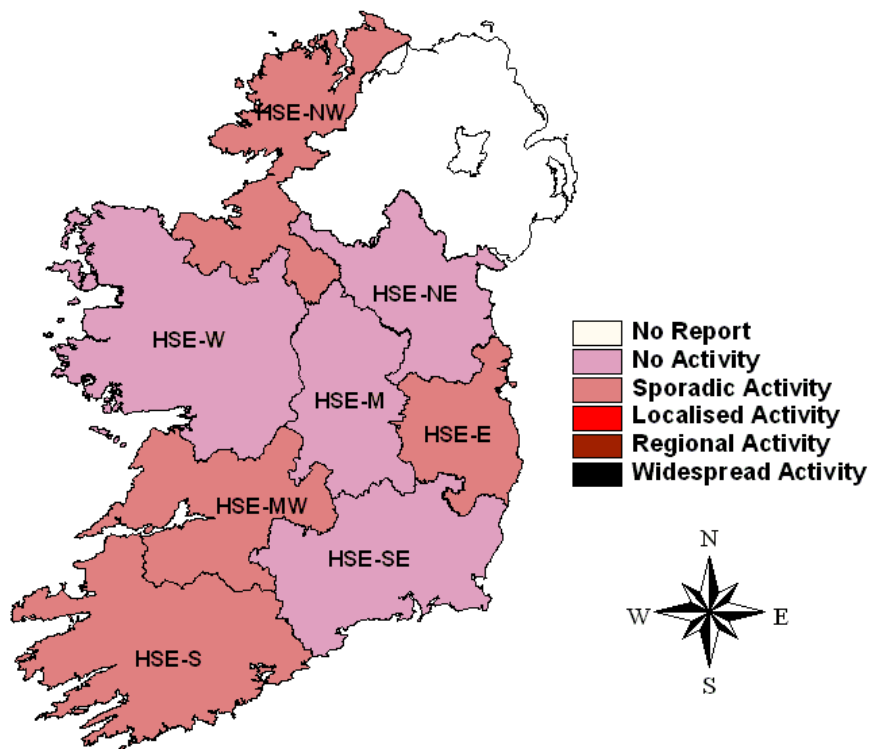 HSE-NW
HSE-NE
HSE-W
HSE-M
HSE-E
HSE-MW
HSE-SE
HSE-S
No Report
No Activity
Sporadic Activity
Localised Activity
Regional Activity
Widespread Activity
N
W E
S